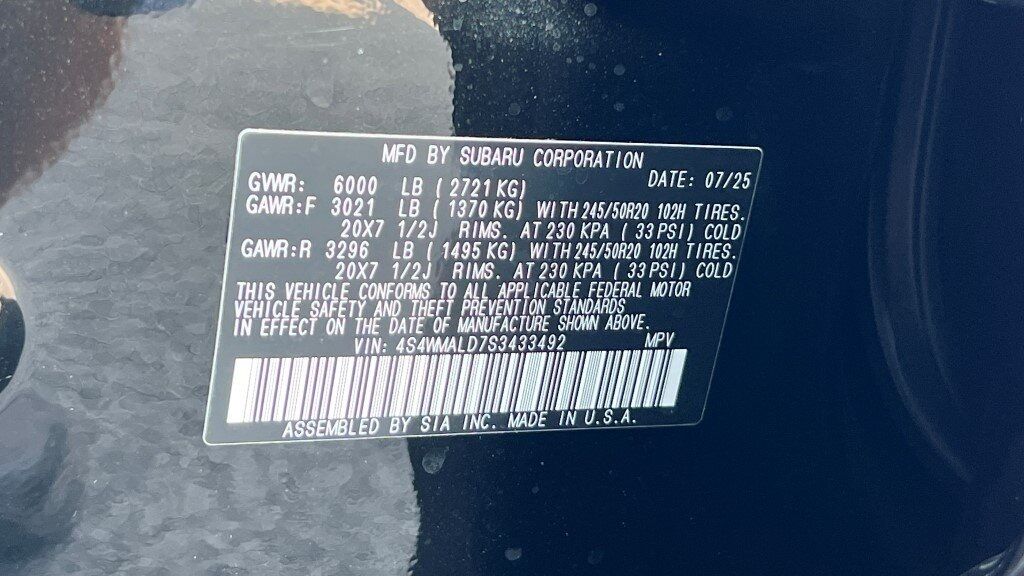 MFD BY SUBARU CORPORATION
GVWR: 6000 LB ( 2721 KG) DATE: 07/25
GAWR:F 3021 LB ( 1370 KG) WITH 245/50R20 102H TIRES.
20X7 1/2J RIMS. AT 230 KPA ( 33 PSI) COLD
GAWR:R 3296 LB ( 1495 KG) WITH 245/50R20 102H TIRES.
20X7 1/2J RIMS. AT 230 KPA ( 33 PSI) COLD
THIS VEHICLE CONFORMS TO ALL APPLICABLE FEDERAL MOTOR
VEHICLE SAFETY AND THEFT PREVENTION STANDARDS
IN EFFECT ON THE DATE OF MANUFACTURE SHOWN ABOVE.
VIN: 4S4WMALD7S3433492 MPV
ASSEMBLED BY SIA INC. MADE IN U.S.A.